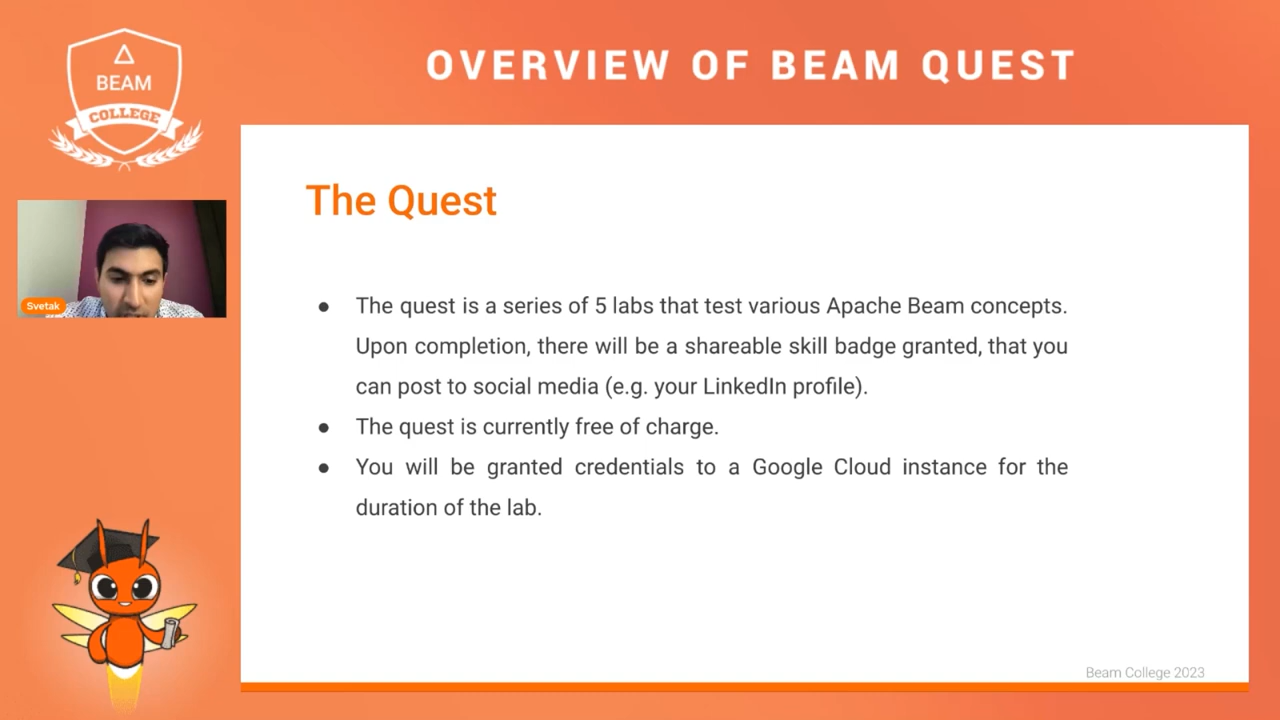 OVERVIEW OF BEAM QUEST
BEAM
COLLEGE
The Quest
Svetak
● The quest is a series of 5 labs that test various Apache Beam concepts.
Upon completion, there will be a shareable skill badge granted, that you
can post to social media (e.g. your LinkedIn profile).
● The quest is currently free of charge.
● You will be granted credentials to a Google Cloud instance for the
duration of the lab.
Beam College 2023